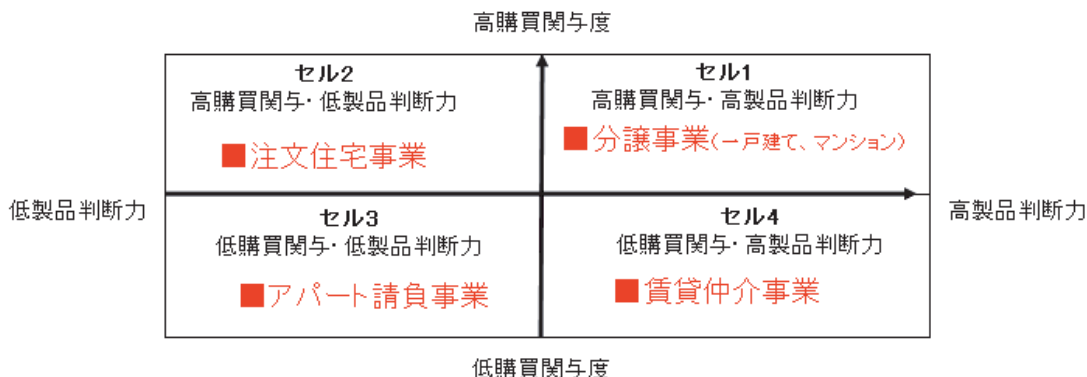 高購買関与度
セル2
高購買関与・低製品判断力
■注文住宅事業
セル1
高購買関与・高製品判断力
■分譲事業(一戸建て、マンション)
低製品判断力
高製品判断力
セル3
低購買関与・低製品判断力
■アパート請負事業
セル4
低購買関与・高製品判断力
■賃貸仲介事業
低購買関与度